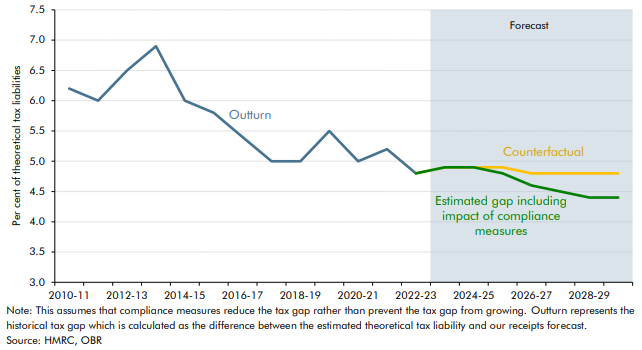 7.5
7.0
6.5
6.0
5.5
5.0
4.5
4.0
3.5
3.0
Per cent of theoretical tax liabilities
Forecast
Outturn
Counterfactual
Estimated gap including
impact of compliance
measures
2010-11 2012-13 2014-15 2016-17 2018-19 2020-21 2022-23 2024-25 2026-27 2028-29
Note: This assumes that compliance measures reduce the tax gap rather than prevent the tax gap from growing. Outturn represents the
historical tax gap which is calculated as the difference between the estimated theoretical tax liability and our receipts forecast.
Source: HMRC, OBR